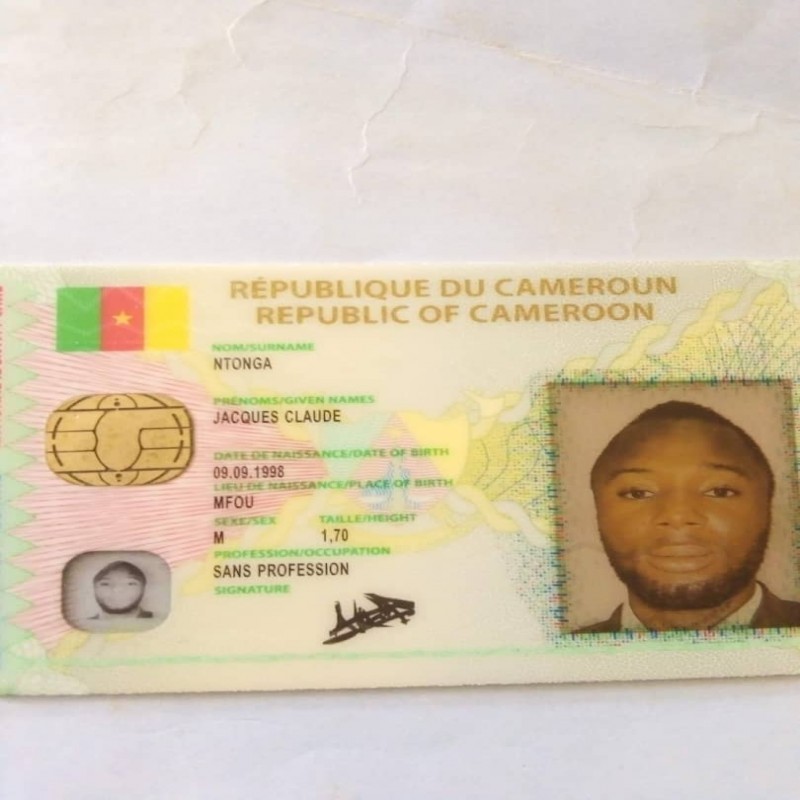 RÉPUBLIQUE DU CAMEROUN
REPUBLIC OF CAMEROON
NOM/SURNAME
NTONGA
PRÉNOMS/GIVEN NAMES
JACQUES CLAUDE
DATE DE NAISSANCE/DATE OF BIRTH
09.09.1998
LIEU DE NAISSANCE/PLACE OF BIRTH
MFOU
SEXE/SEX TAILLE/HEIGHT
M 1,70
PROFESSION/OCCUPATION
SANS PROFESSION
SIGNATURE